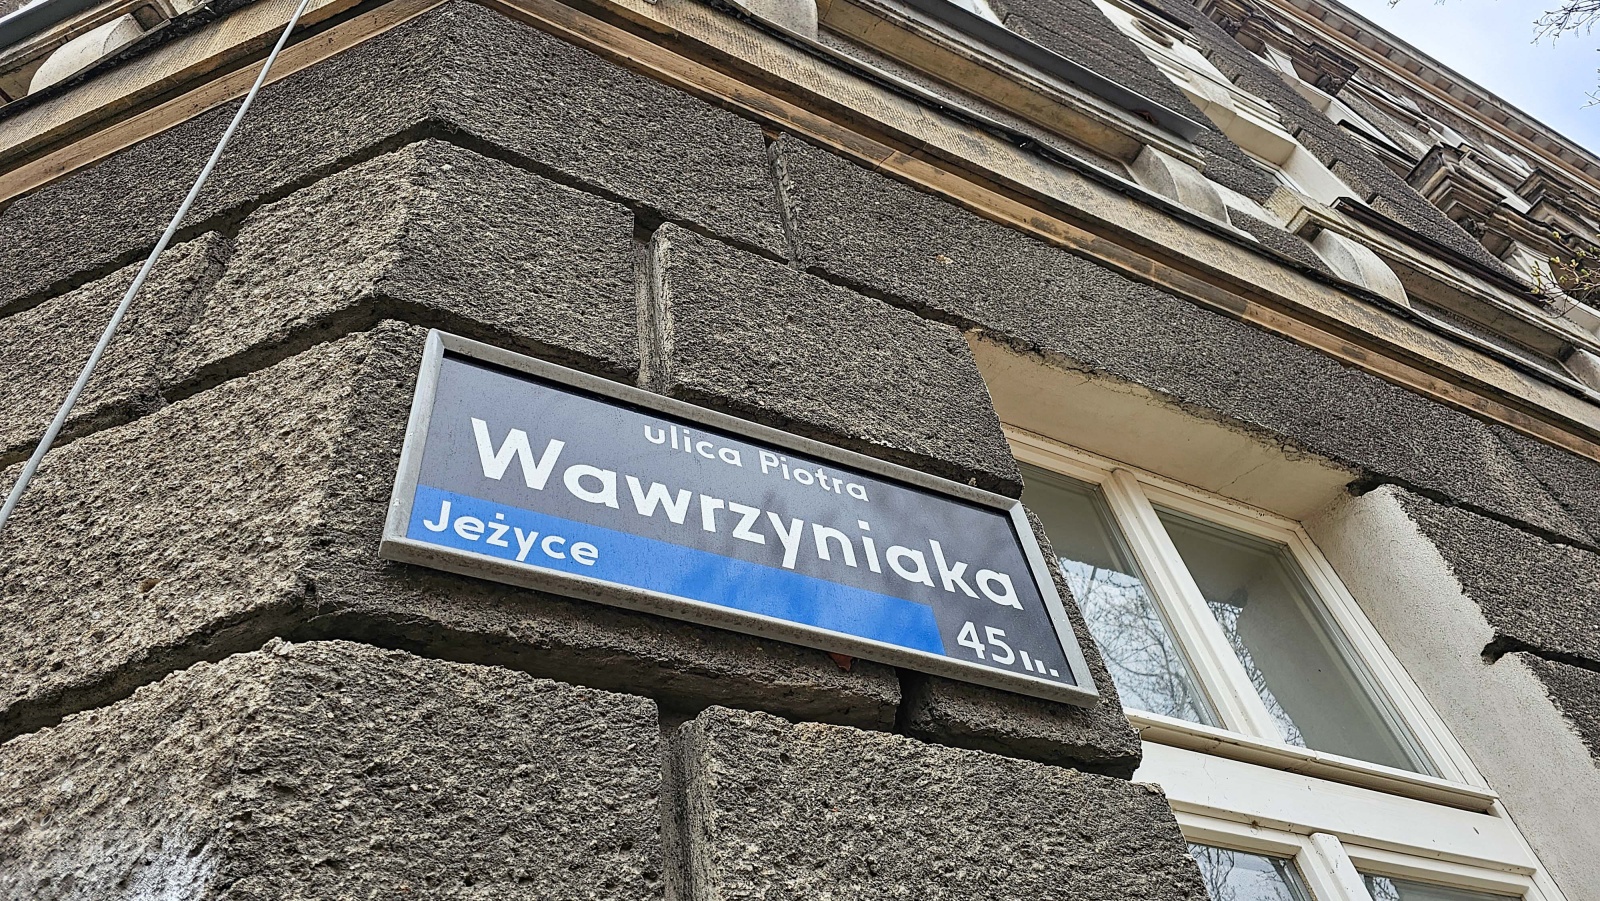 ulica Piotra
Wawrzyniaka
Jeżyce
45...